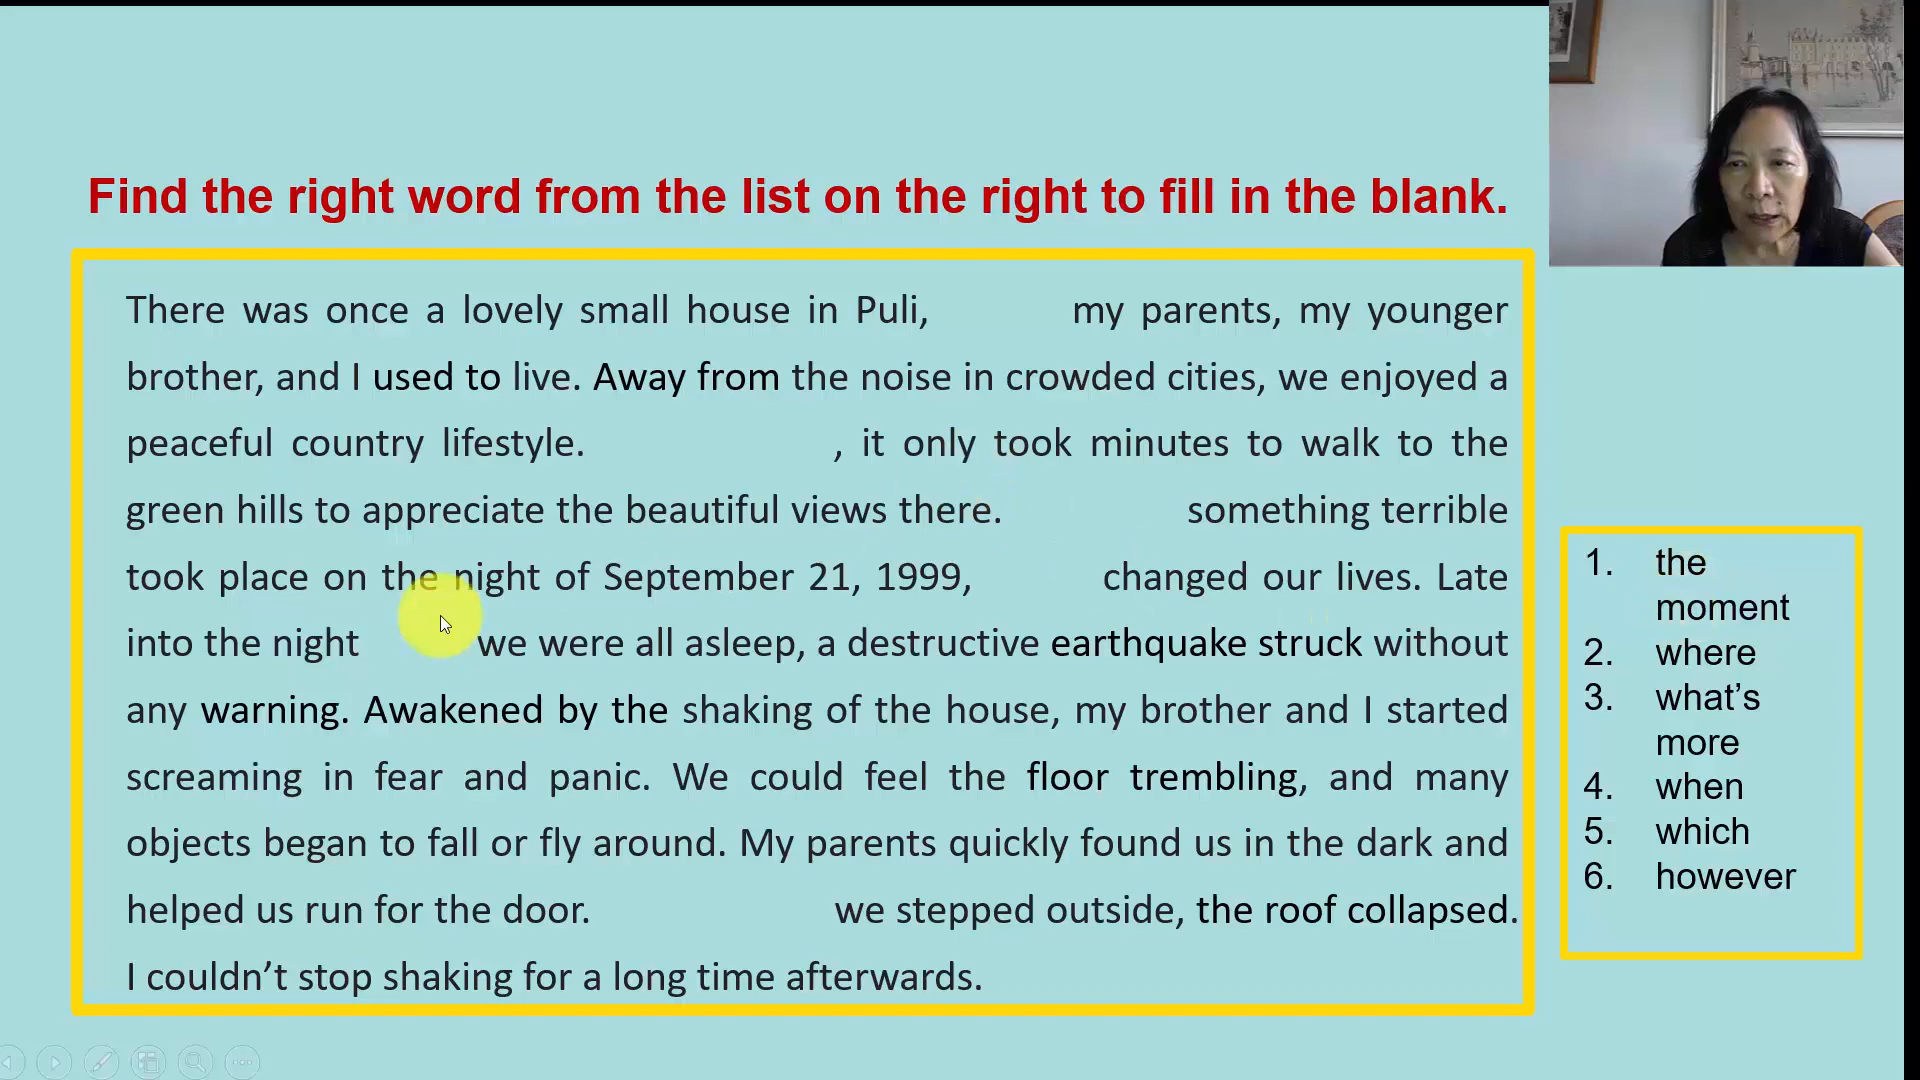 Find the right word from the list on the right to fill in the blank.
There was once a lovely small house in Puli, my parents, my younger
brother, and I used to live. Away from the noise in crowded cities, we enjoyed a
peaceful country lifestyle. , it only took minutes to walk to the
green hills to appreciate the beautiful views there. something terrible
took place on the night of September 21, 1999, changed our lives. Late
into the night we were all asleep, a destructive earthquake struck without
any warning. Awakened by the shaking of the house, my brother and I started
screaming in fear and panic. We could feel the floor trembling, and many
objects began to fall or fly around. My parents quickly found us in the dark and
helped us run for the door. we stepped outside, the roof collapsed.
I couldn’t stop shaking for a long time afterwards.
1. the
moment
2. where
3. what’s
more
4. when
5. which
6. however